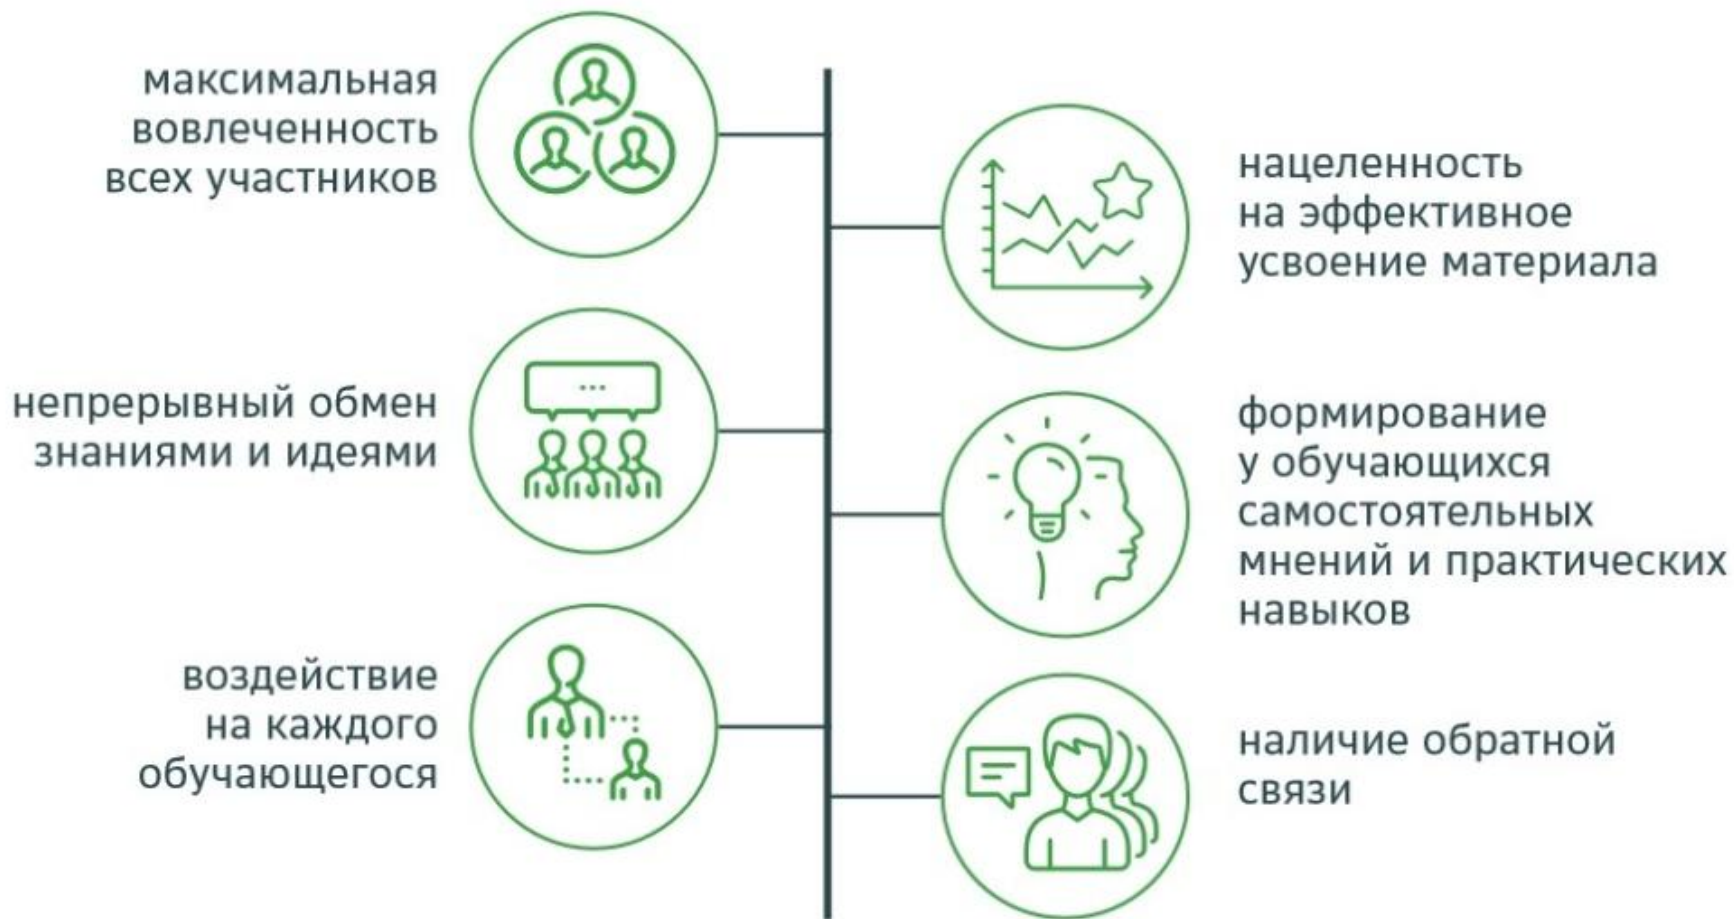 максимальная
вовлеченность
всех участников
нацеленность
на эффективное
усвоение материала
непрерывный обмен
знаниями и идеями
формирование
у обучающихся
самостоятельных
мнений и практических
навыков
воздействие
на каждого
обучающегося
наличие обратной
связи